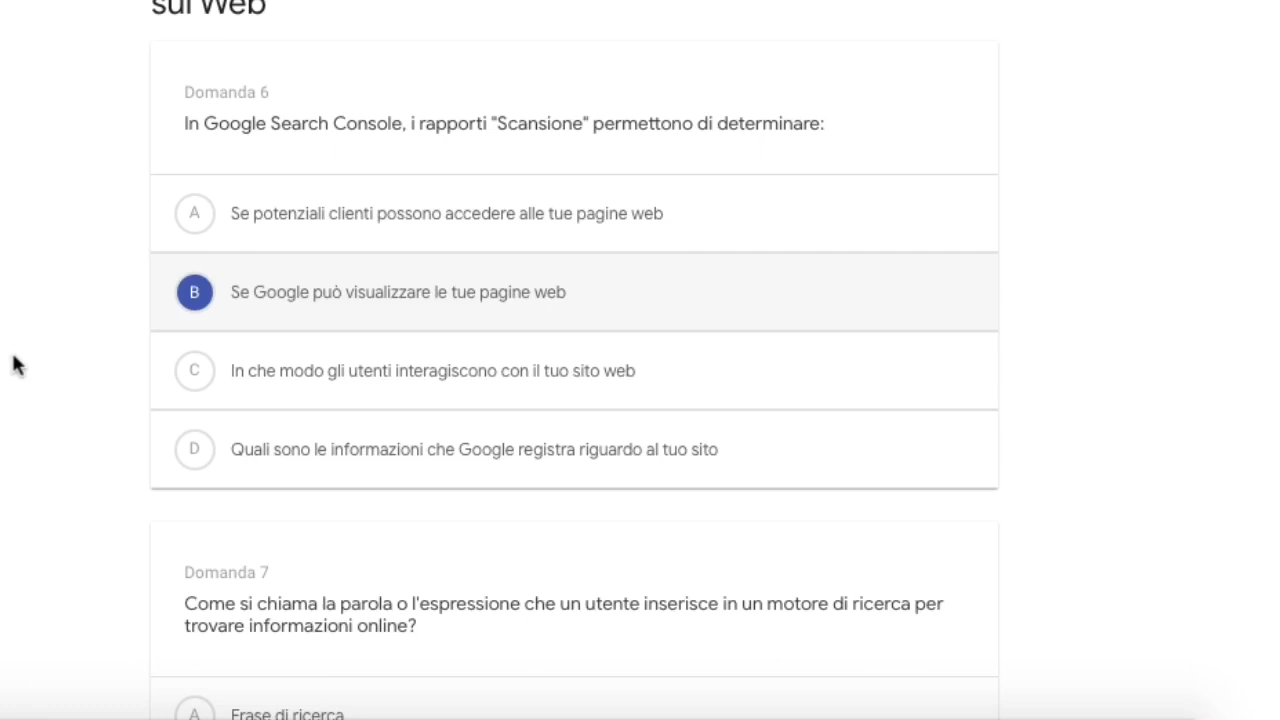 sul Web
Domanda 6
In Google Search Console, i rapporti "Scansione" permettono di determinare:
A
Se potenziali clienti possono accedere alle tue pagine web
B
Se Google può visualizzare le tue pagine web
C
In che modo gli utenti interagiscono con il tuo sito web
D
Quali sono le informazioni che Google registra riguardo al tuo sito
Domanda 7
Come si chiama la parola o l'espressione che un utente inserisce in un motore di ricerca per
trovare informazioni online?
A
Frase di ricerca